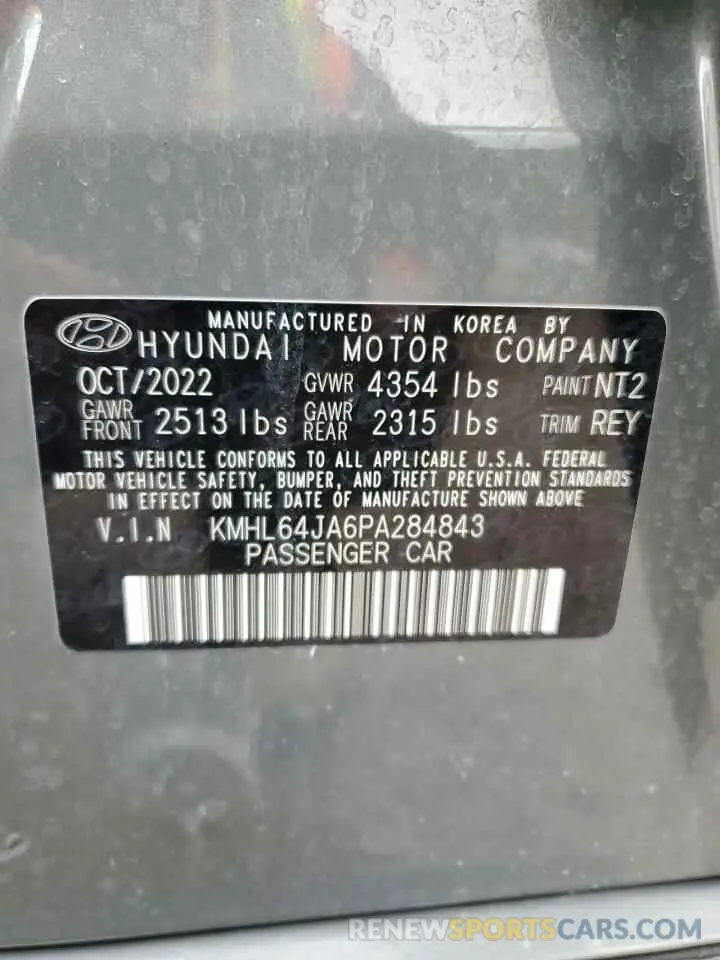 MANUFACTURED IN KOREA BY
HYUNDAI MOTOR COMPANY
OCT/2022 GVWR 4354 lbs PAINT NT2
GAWR FRONT 2513 lbs GAWR REAR 2315 lbs TRIM REY
THIS VEHICLE CONFORMS TO ALL APPLICABLE U.S.A. FEDERAL
MOTOR VEHICLE SAFETY, BUMPER, AND THEFT PREVENTION STANDARDS
IN EFFECT ON THE DATE OF MANUFACTURE SHOWN ABOVE
V.I.N KMHL64JA6PA284843
PASSENGER CAR
RENEWSPORTSCARS.COM